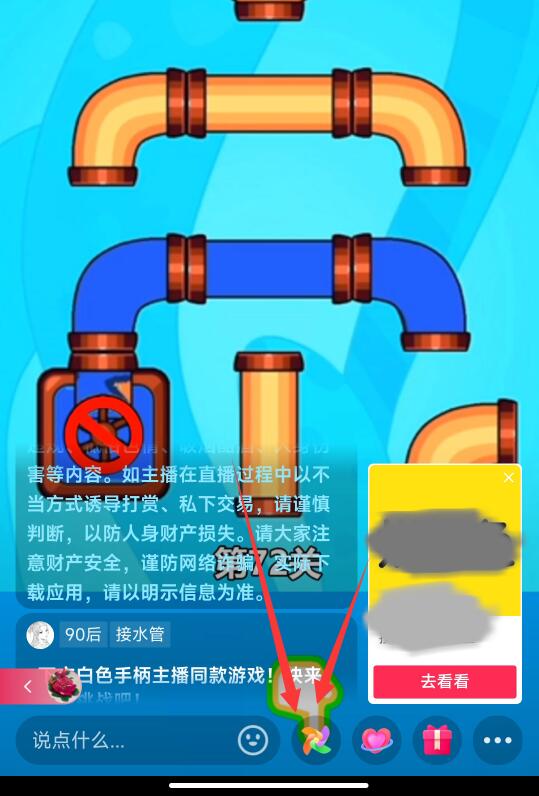 害等内容。如主播在直播过程中以不
当方式诱导打赏、私下交易，请谨慎
判断，以防人身财产损失。请大家注
意财产安全，谨防网络诈骗，实际下
载应用，请以明示信息为准。
第72关
90后 接水管
白色手柄主播同款游戏！快来
挑战吧！
去看看
说点什么...